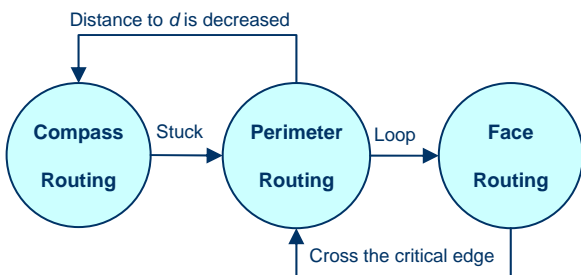 Distance to d is decreased
Compass
Routing
Stuck
Perimeter
Routing
Loop
Face
Routing
Cross the critical edge